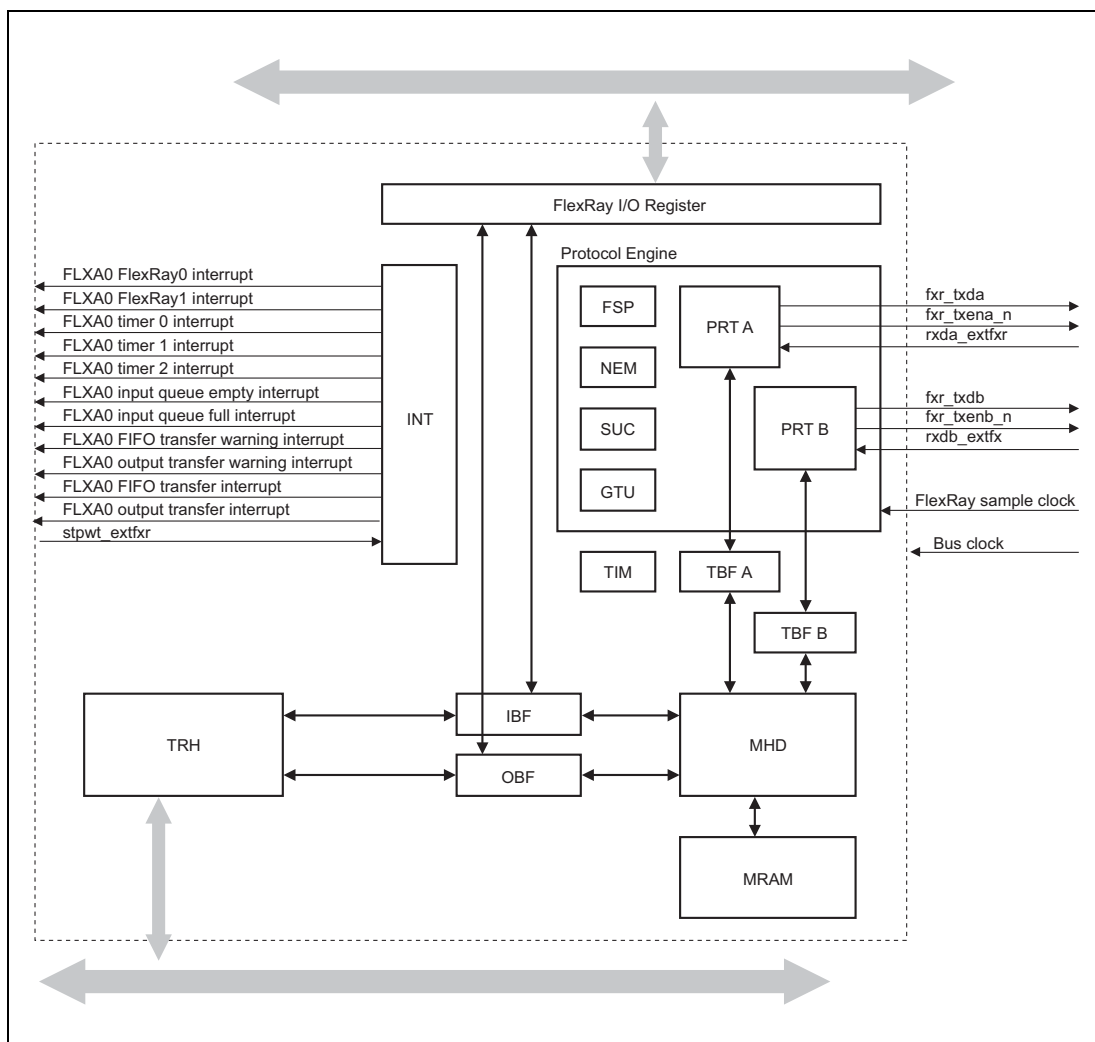 FlexRay I/O Register
Protocol Engine
FLXA0 FlexRay0 interrupt
FLXA0 FlexRay1 interrupt
FLXA0 timer 0 interrupt
FLXA0 timer 1 interrupt
FLXA0 timer 2 interrupt
FLXA0 input queue empty interrupt
FLXA0 input queue full interrupt
FLXA0 FIFO transfer warning interrupt
FLXA0 output transfer warning interrupt
FLXA0 FIFO transfer interrupt
FLXA0 output transfer interrupt
stpwt_extfxr
INT
FSP
NEM
SUC
GTU
PRT A
PRT B
fxr_txda
fxr_txena_n
rxda_extfxr
fxr_txdb
fxr_txenb_n
rxdb_extfx
FlexRay sample clock
Bus clock
TIM
TBF A
TBF B
TRH
IBF
OBF
MHD
MRAM